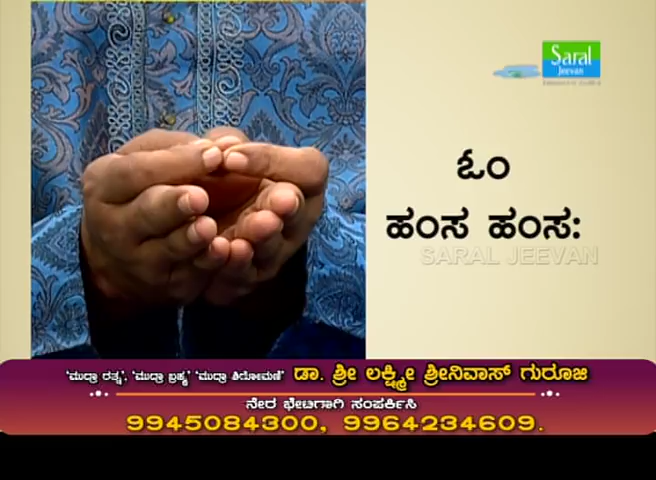 Saral
Jeevan
ಓಂ
ಹಂಸ ಹಂಸಃ
SARAL JEEVAN
'ಮುದ್ರಾ ರತ್ನ', 'ಮುದ್ರಾ ಬ್ರಹ್ಮ' 'ಮುದ್ರಾ ಶಿರೋಮಣಿ' ಡಾ. ಶ್ರೀ ಲಕ್ಷ್ಮೀ ಶ್ರೀನಿವಾಸ್ ಗುರೂಜಿ
ನೇರ ಭೇಟಿಗಾಗಿ ಸಂಪರ್ಕಿಸಿ
9945084300, 9964234609.